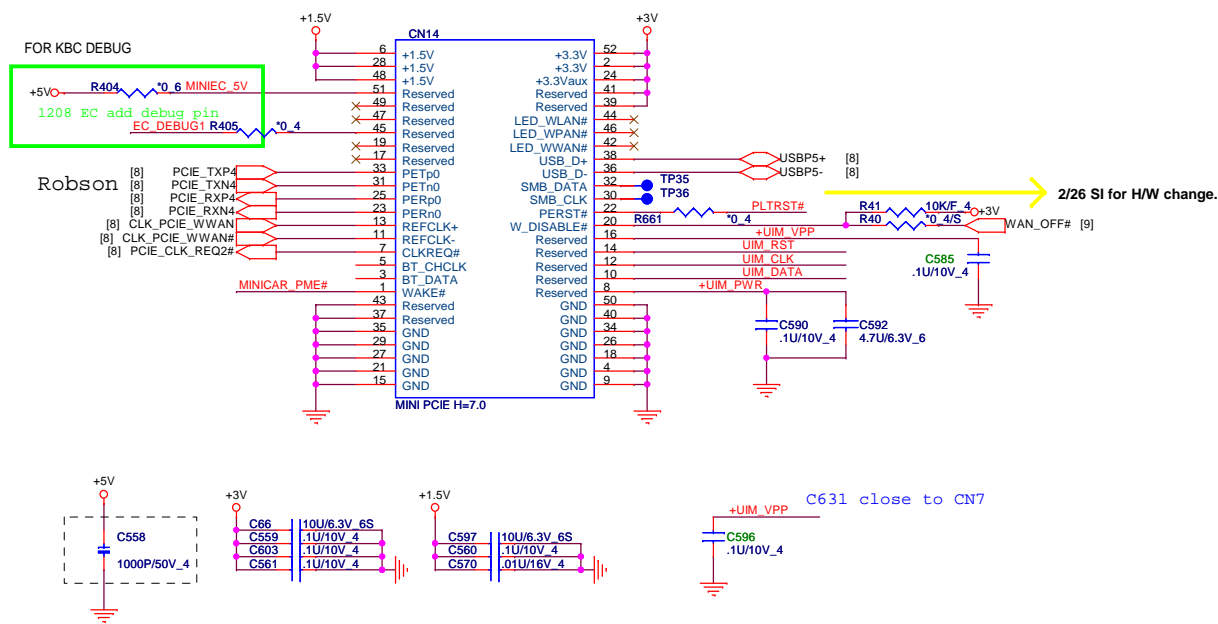 +1.5V
+3V
CN14
FOR KBC DEBUG
+5V R404 *0_6 MINIEC_5V
1208 EC add debug pin
EC_DEBUG1 R405 *0_4
6 +1.5V +3.3V 52
28 +1.5V +3.3V 2
48 +1.5V +3.3Vaux 24
51 Reserved Reserved 41
49 Reserved Reserved 39
47 Reserved LED_WLAN# 44
45 Reserved LED_WPAN# 46
19 Reserved LED_WWAN# 42
17 Reserved USB_D+ 38 USBP5+ [8]
Robson
[8] PCIE_TXP4 33 PETp0 USB_D- 36 USBP5- [8]
[8] PCIE_TXN4 31 PETn0 SMB_DATA 32 TP35
[8] PCIE_RXP4 25 PERp0 SMB_CLK 30 TP36
[8] PCIE_RXN4 23 PERn0 PERST# 22 R661 *0_4 PLTRST#
[8] CLK_PCIE_WWAN 13 REFCLK+ W_DISABLE# 20 R41 10K/F_4 +3V
R40 *0_4/S WAN_OFF# [9]
2/26 SI for H/W change.
[8] CLK_PCIE_WWAN# 11 REFCLK- Reserved 16 +UIM_VPP
[8] PCIE_CLK_REQ2# 7 CLKREQ# Reserved 14 UIM_RST
5 BT_CHCLK Reserved 12 UIM_CLK
3 BT_DATA Reserved 10 UIM_DATA
MINICAR_PME# 1 WAKE# Reserved 8 +UIM_PWR
C585
.1U/10V_4
43 Reserved GND 50
37 Reserved GND 40
35 GND GND 34
29 GND GND 26
27 GND GND 18
21 GND GND 4
15 GND GND 9
C590
.1U/10V_4
C592
4.7U/6.3V_6
MINI PCIE H=7.0
+5V
C558
1000P/50V_4
+3V
C66 10U/6.3V_6S
C559 .1U/10V_4
C603 .1U/10V_4
C561 .1U/10V_4
+1.5V
C597 10U/6.3V_6S
C560 .1U/10V_4
C570 .01U/16V_4
C631 close to CN7
+UIM_VPP
C596
.1U/10V_4